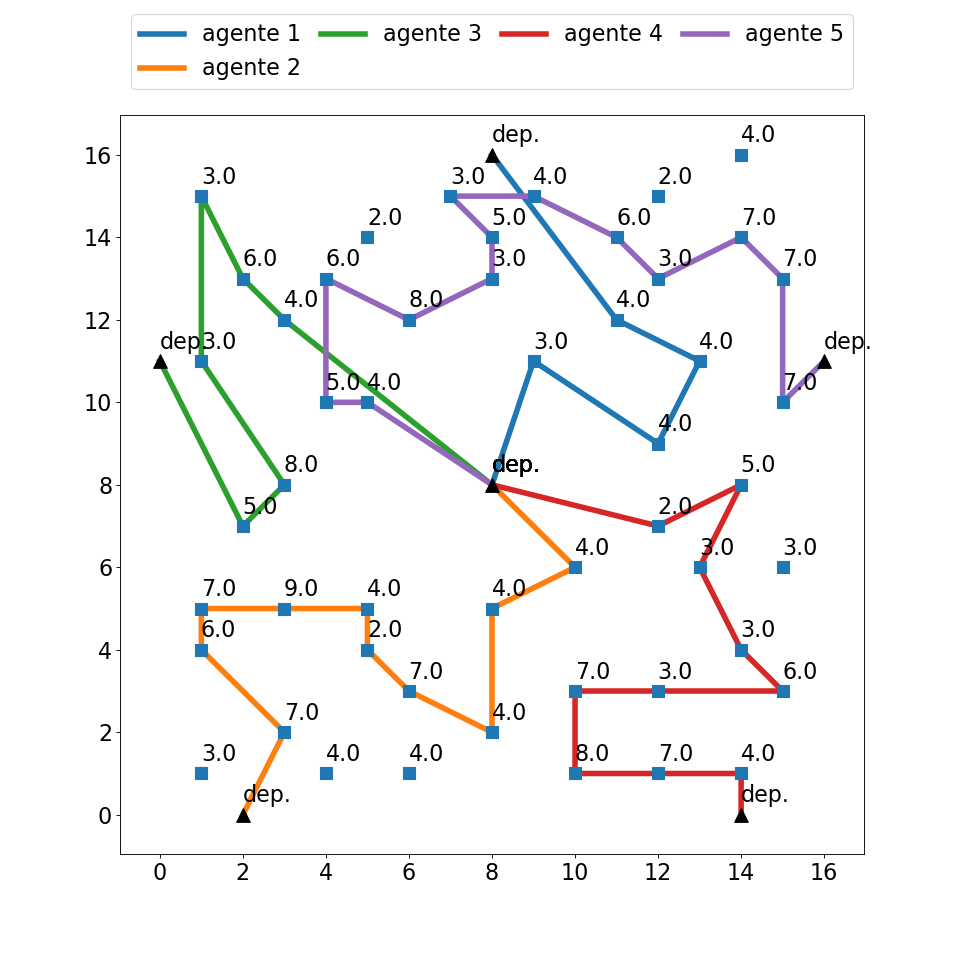 agente 1 agente 3 agente 4 agente 5
agente 2
dep. 4.0
16
3.0 3.0 4.0 2.0
2.0 5.0 6.0 7.0
14
6.0 6.0 3.0 3.0 7.0
4.0 8.0 4.0
12
dep. 3.0 3.0 4.0 dep.
5.0 4.0 7.0
10
4.0
8.0 dep. 5.0
8
5.0 2.0
4.0 3.0 3.0
6
7.0 9.0 4.0 4.0
6.0 2.0 3.0
4
7.0 7.0 3.0 6.0
7.0 4.0
2
3.0 4.0 4.0 8.0 7.0 4.0
dep. dep.
0
0 2 4 6 8 10 12 14 16